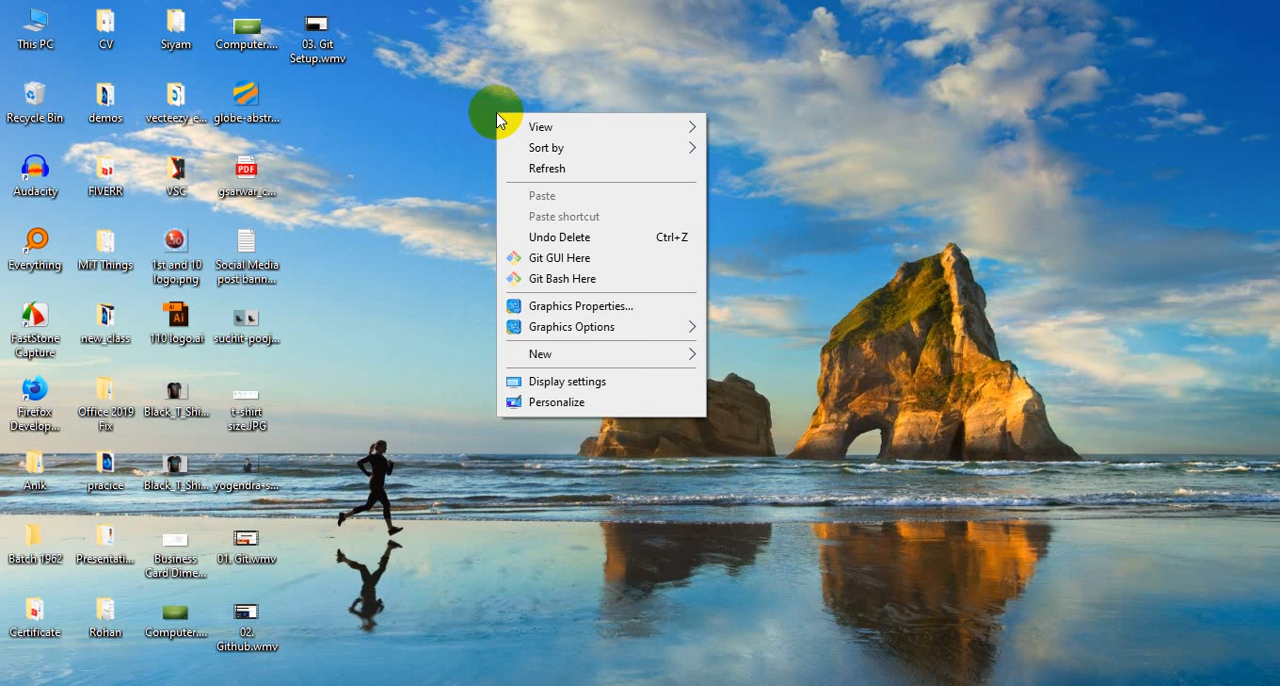 This PC
CV
Siyam
Computer....
03. Git
Setup.wmv
Recycle Bin
demos
vecteezy_e...
globe-abstr...
Audacity
FIVERR
VSC
PDF
gsarwar_c...
Everything
MIT Things
1st and 10
logo.png
Social Media
post bann...
FastStone
Capture
new_class
Ai
110 logo.ai
suchit-pooj...
Firefox
Develop...
Office 2019
Fix
Black_T_Shi...
t-shirt
size.JPG
Anik
pracice
Black_T_Shi...
yogendra-s...
Batch 1962
Presentati...
Business
Card Dime...
01. Git.wmv
Certificate
Rohan
Computer....
02.
Github.wmv
View
Sort by
Refresh
Paste
Paste shortcut
Undo Delete Ctrl+Z
Git GUI Here
Git Bash Here
Graphics Properties...
Graphics Options
New
Display settings
Personalize